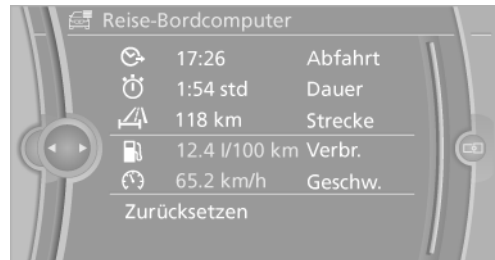 Reise-Bordcomputer
17:26 Abfahrt
1:54 std Dauer
118 km Strecke
12.4 l/100 km Verbr.
65.2 km/h Geschw.
Zurücksetzen